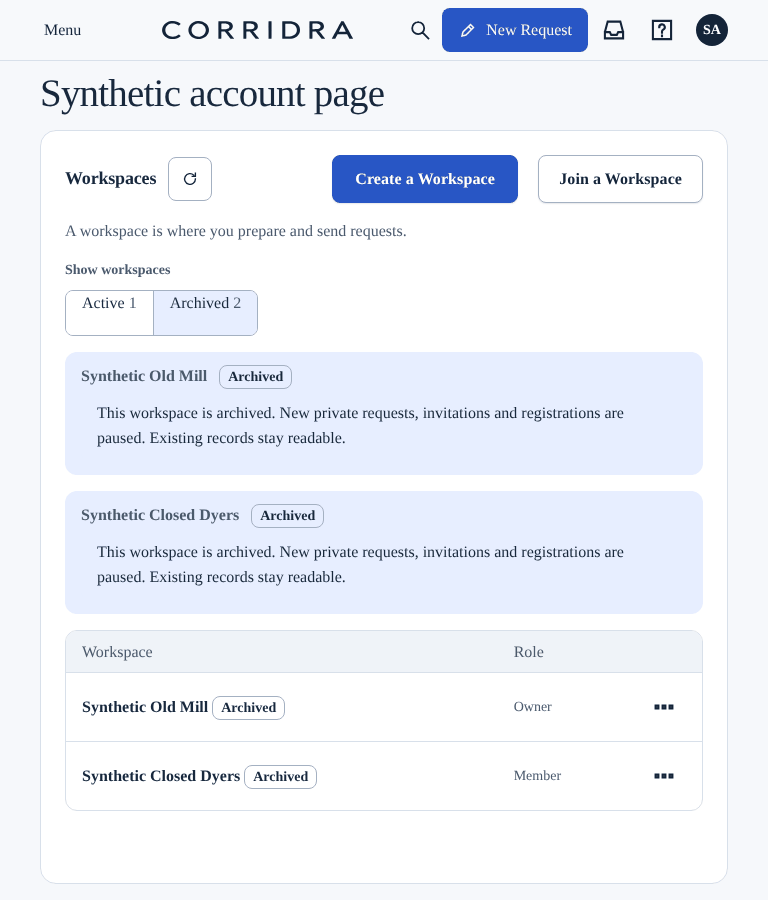 Menu
CORRIDRA
New Request
SA
Synthetic account page
Workspaces
Create a Workspace
Join a Workspace
A workspace is where you prepare and send requests.
Show workspaces
Active 1
Archived 2
Synthetic Old Mill
Archived
This workspace is archived. New private requests, invitations and registrations are
paused. Existing records stay readable.
Synthetic Closed Dyers
Archived
This workspace is archived. New private requests, invitations and registrations are
paused. Existing records stay readable.
Workspace
Role
Synthetic Old Mill Archived
Owner
Synthetic Closed Dyers Archived
Member